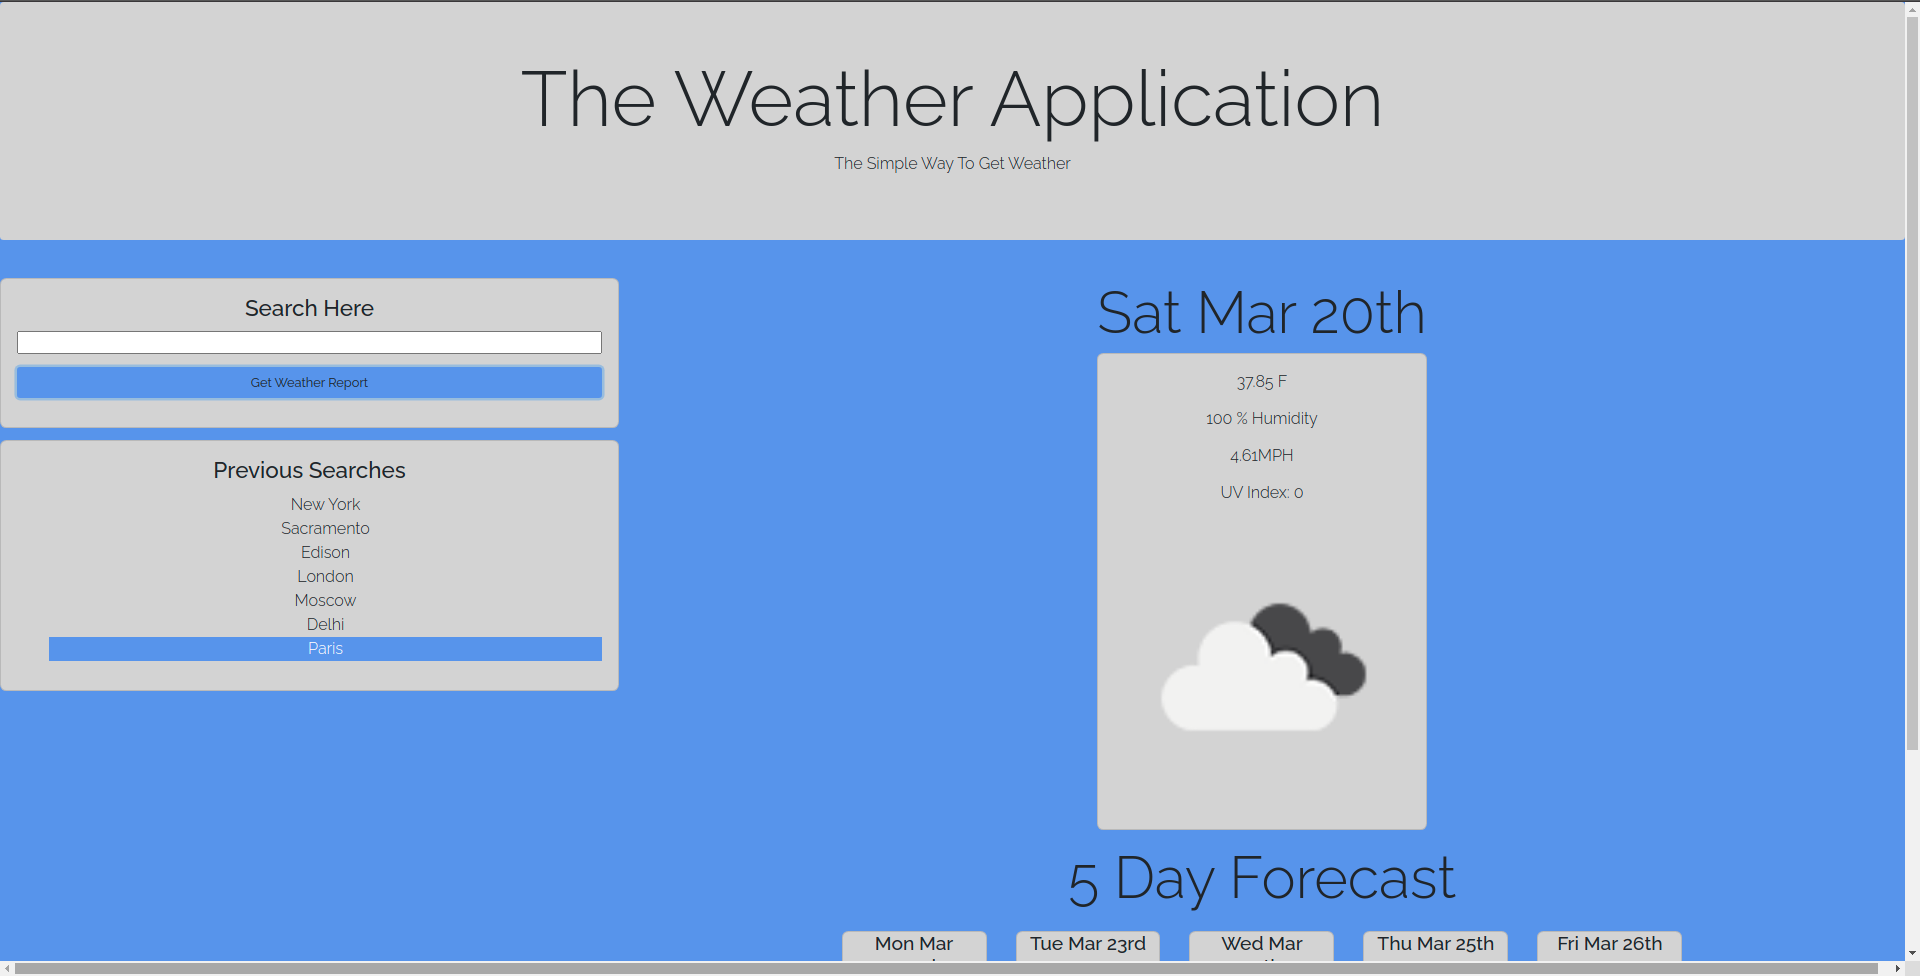 The Weather Application
The Simple Way To Get Weather
Search Here
Get Weather Report
Previous Searches
New York
Sacramento
Edison
London
Moscow
Delhi
Paris
Sat Mar 20th
37.85 F
100 % Humidity
4.61MPH
UV Index: 0
5 Day Forecast
Mon Mar
Tue Mar 23rd
Wed Mar
Thu Mar 25th
Fri Mar 26th